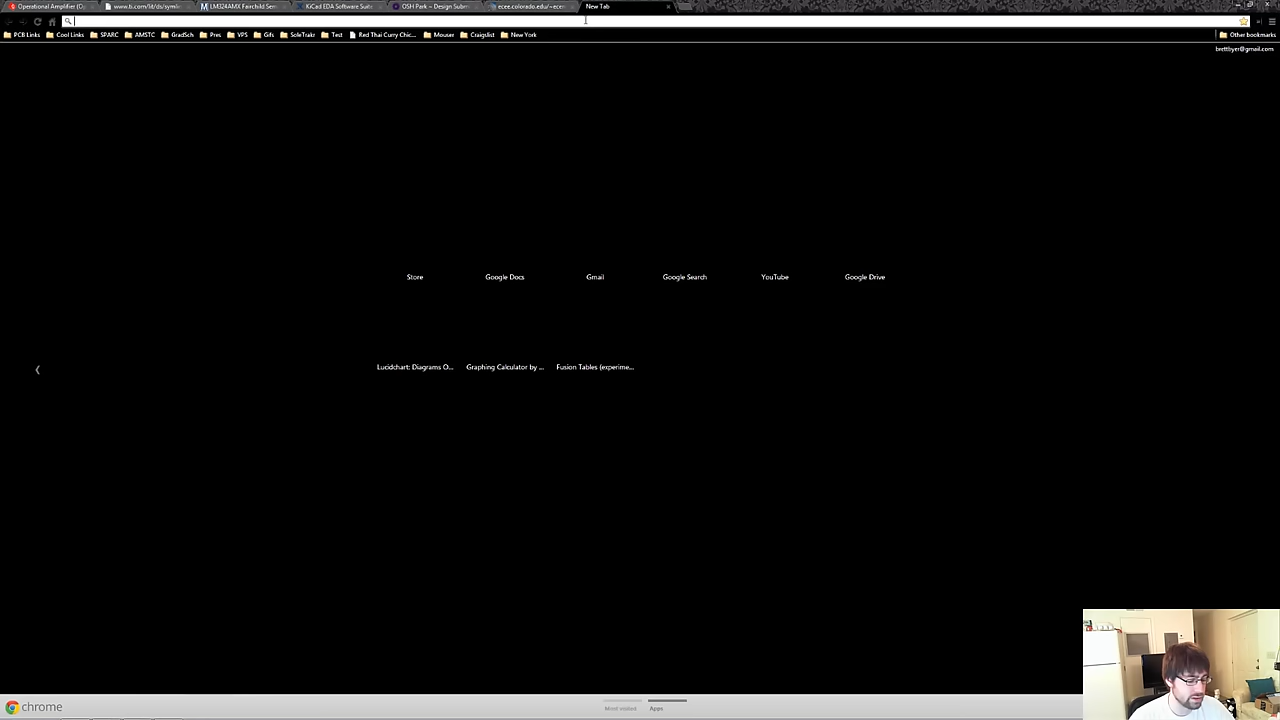 Operational Amplifier (O
www.ti.com/lit/ds/symli
LM324AMX Fairchild Sem
KiCad EDA Software Suite
OSH Park ~ Design Subm
ecee.colorado.edu/~ecen
New Tab
PCB Links Cool Links SPARC AMSTC GradSch Pres VPS Gifs SoleTrakr Test Red Thai Curry Chic... Mouser Craigslist New York Other bookmarks
brettbyer@gmail.com
Store Google Docs Gmail Google Search YouTube Google Drive
Lucidchart: Diagrams O... Graphing Calculator by ... Fusion Tables (experime...
chrome Most visited Apps